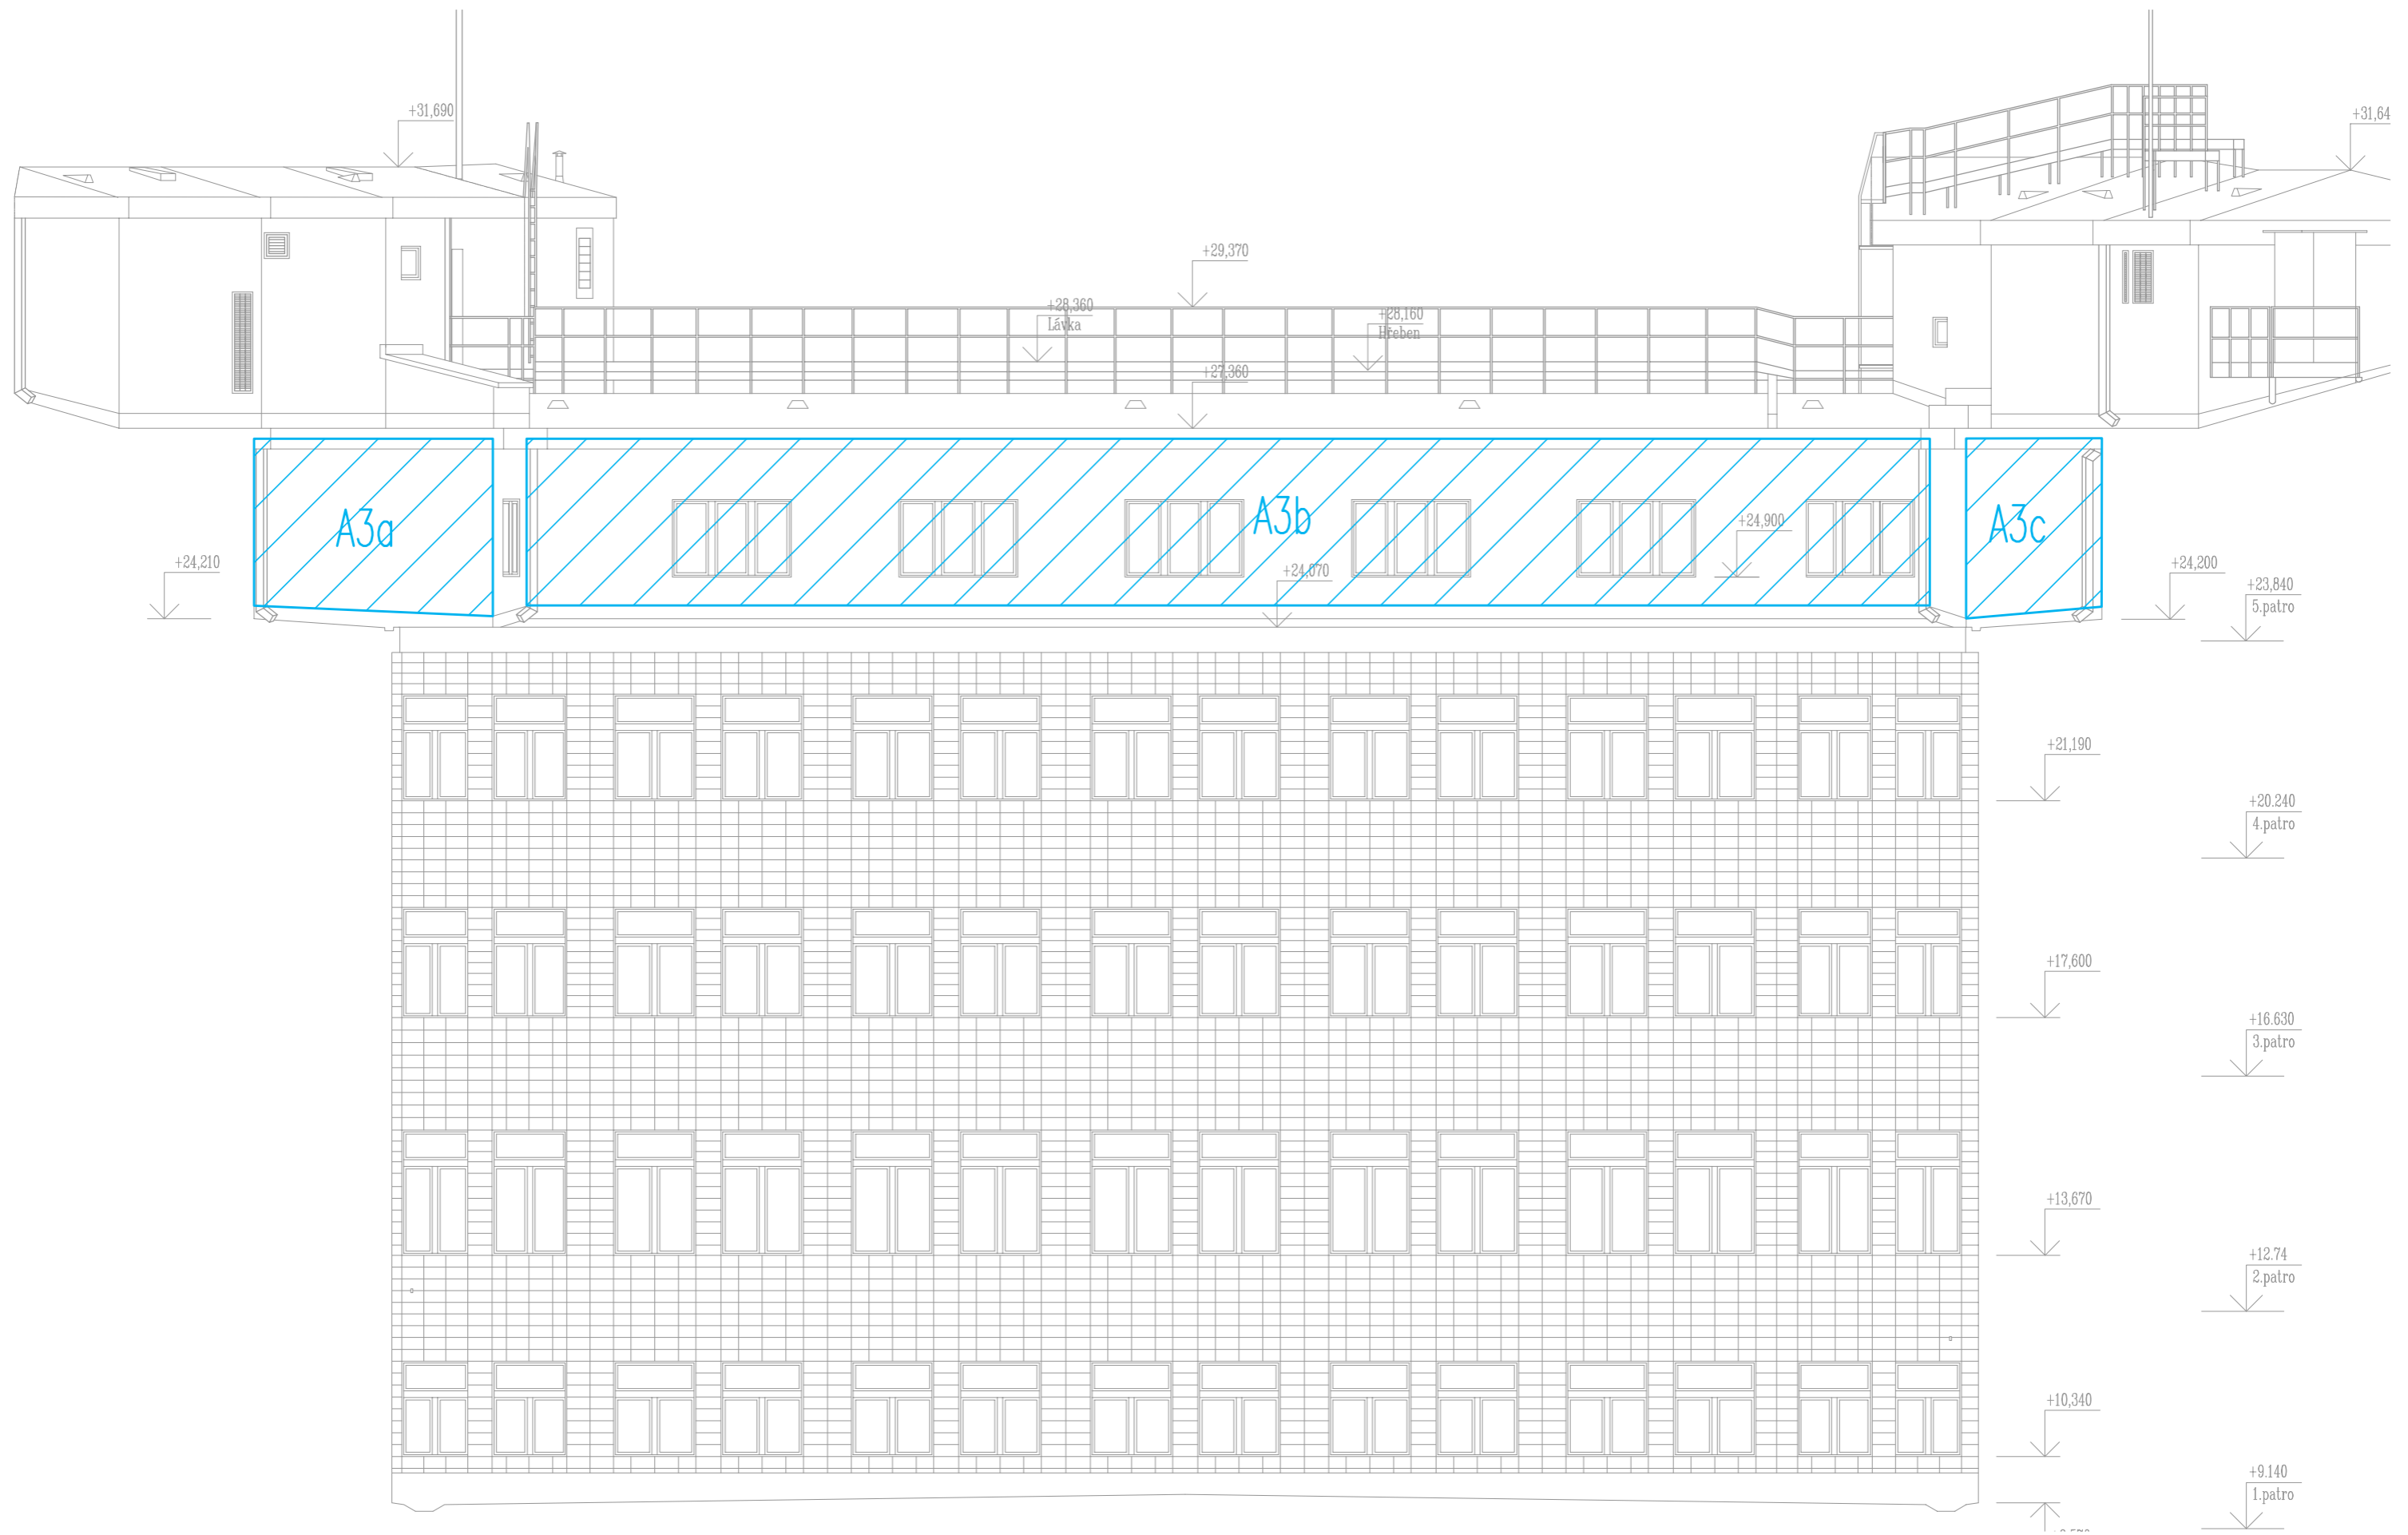 +31,690
+31,64
+29,370
+28,360
Lávka
+28,160
Hřeben
+27,360
A3a
A3b
A3c
+24,900
+24,210
+24,070
+24,200
+23,840
5.patro
+21,190
+20.240
4.patro
+17,600
+16.630
3.patro
+13,670
+12.74
2.patro
+10,340
+9.140
1.patro